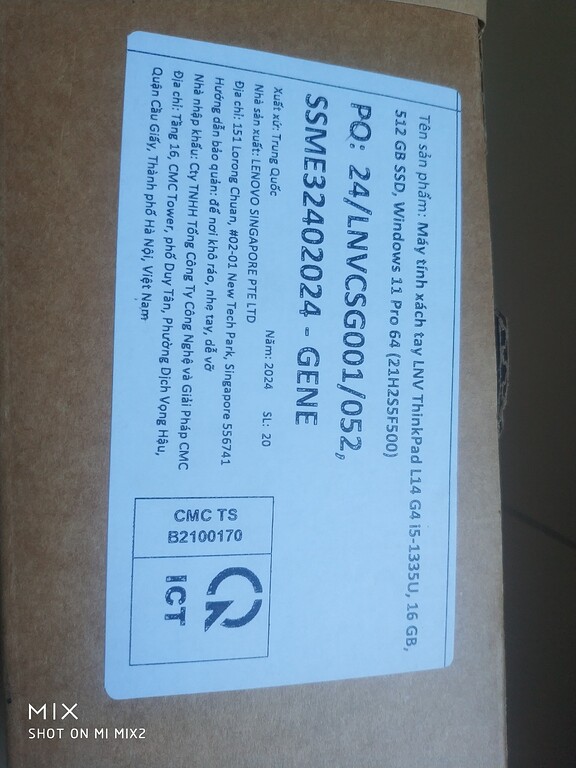 Tên sản phẩm: Máy tính xách tay LNV ThinkPad L14 G4 i5-1335U, 16 GB,
512 GB SSD, Windows 11 Pro 64 (21H2S5F500)
PO: 24/LNVCSG001/052,
SSME32402024 - GENE
Xuất xứ: Trung Quốc Năm: 2024 SL: 20
Nhà sản xuất: LENOVO SINGAPORE PTE LTD
Địa chỉ: 151 Lorong Chuan, #02-01 New Tech Park, Singapore 556741
Hướng dẫn bảo quản: để nơi khô ráo, nhẹ tay, dễ vỡ
Nhà nhập khẩu: Cty TNHH Tổng Công Ty Công Nghệ và Giải Pháp CMC
Địa chỉ: Tầng 16, CMC Tower, phố Duy Tân, Phường Dịch Vọng Hậu,
Quận Cầu Giấy, Thành phố Hà Nội, Việt Nam
CMC TS
B2100170
ICT
MIX
SHOT ON MI MIX2